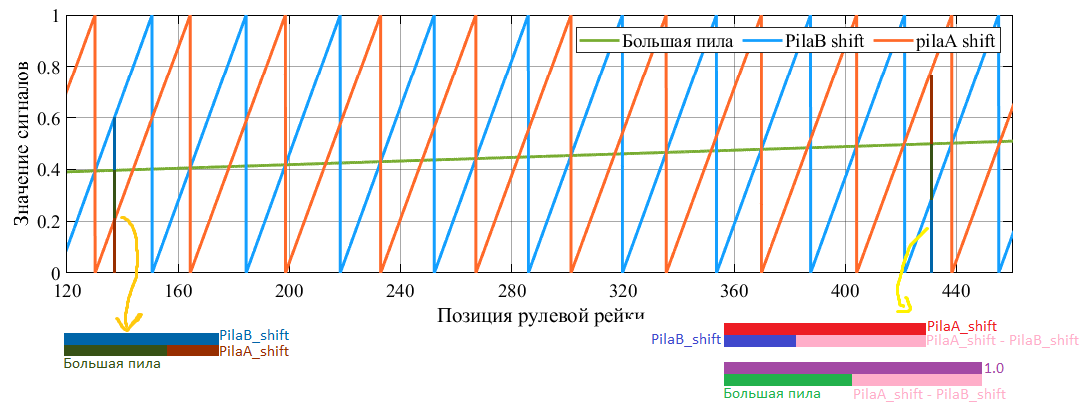 Значение сигналов
1
0.8
0.6
0.4
0.2
0
Большая пила PilaB shift pilaA shift
120 160 200 240 280 320 360 400 440
Позиция рулевой рейки
PilaB_shift
PilaA_shift
Большая пила
PilaA_shift
PilaB_shift PilaA_shift - PilaB_shift
1.0
Большая пила PilaA_shift - PilaB_shift